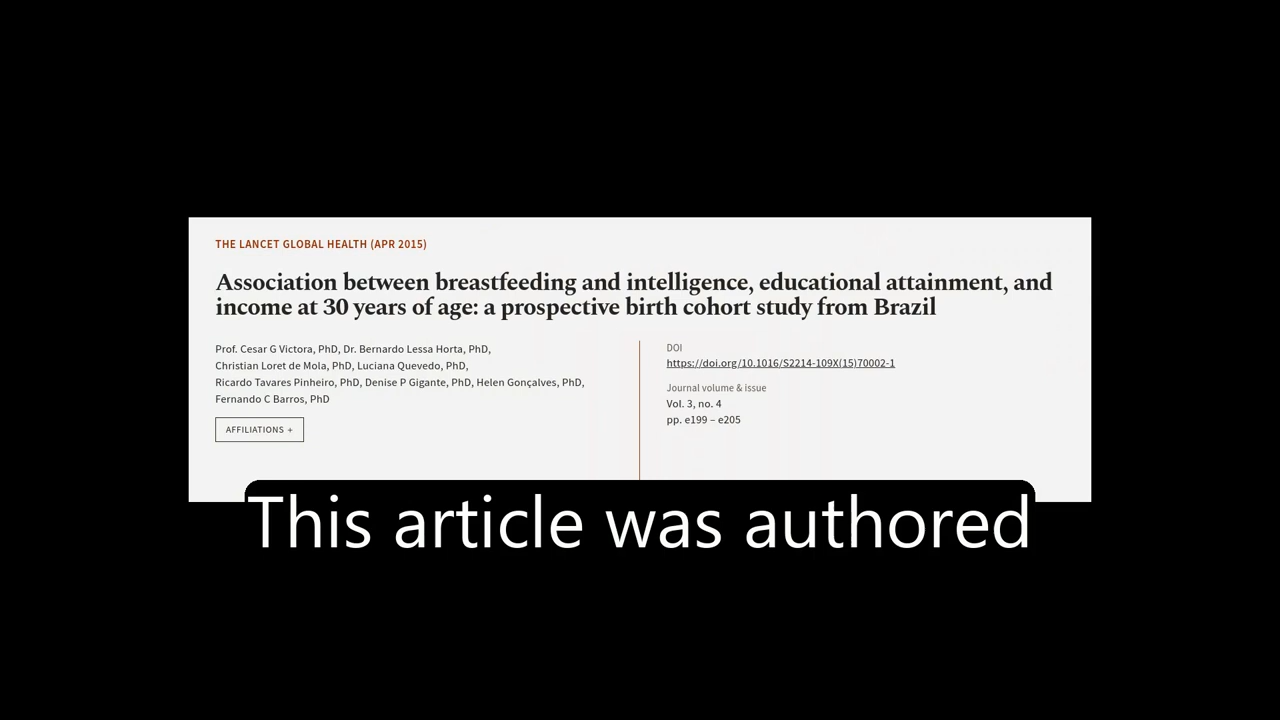 THE LANCET GLOBAL HEALTH (APR 2015)
Association between breastfeeding and intelligence, educational attainment, and
income at 30 years of age: a prospective birth cohort study from Brazil
Prof. Cesar G Victora, PhD, Dr. Bernardo Lessa Horta, PhD,
Christian Loret de Mola, PhD, Luciana Quevedo, PhD,
Ricardo Tavares Pinheiro, PhD, Denise P Gigante, PhD, Helen Gonçalves, PhD,
Fernando C Barros, PhD
AFFILIATIONS +
DOI
https://doi.org/10.1016/S2214-109X(15)70002-1
Journal volume & issue
Vol. 3, no. 4
pp. e199 – e205
This article was authored